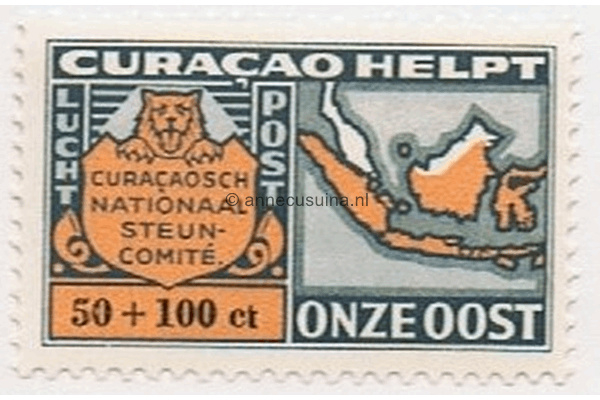 CURAÇAO HELPT
LUCHT
POST
CURAÇAOSCH
NATIONAAL
STEUN-
COMITÉ.
© annecusuina.nl
50 + 100 ct
ONZE OOST